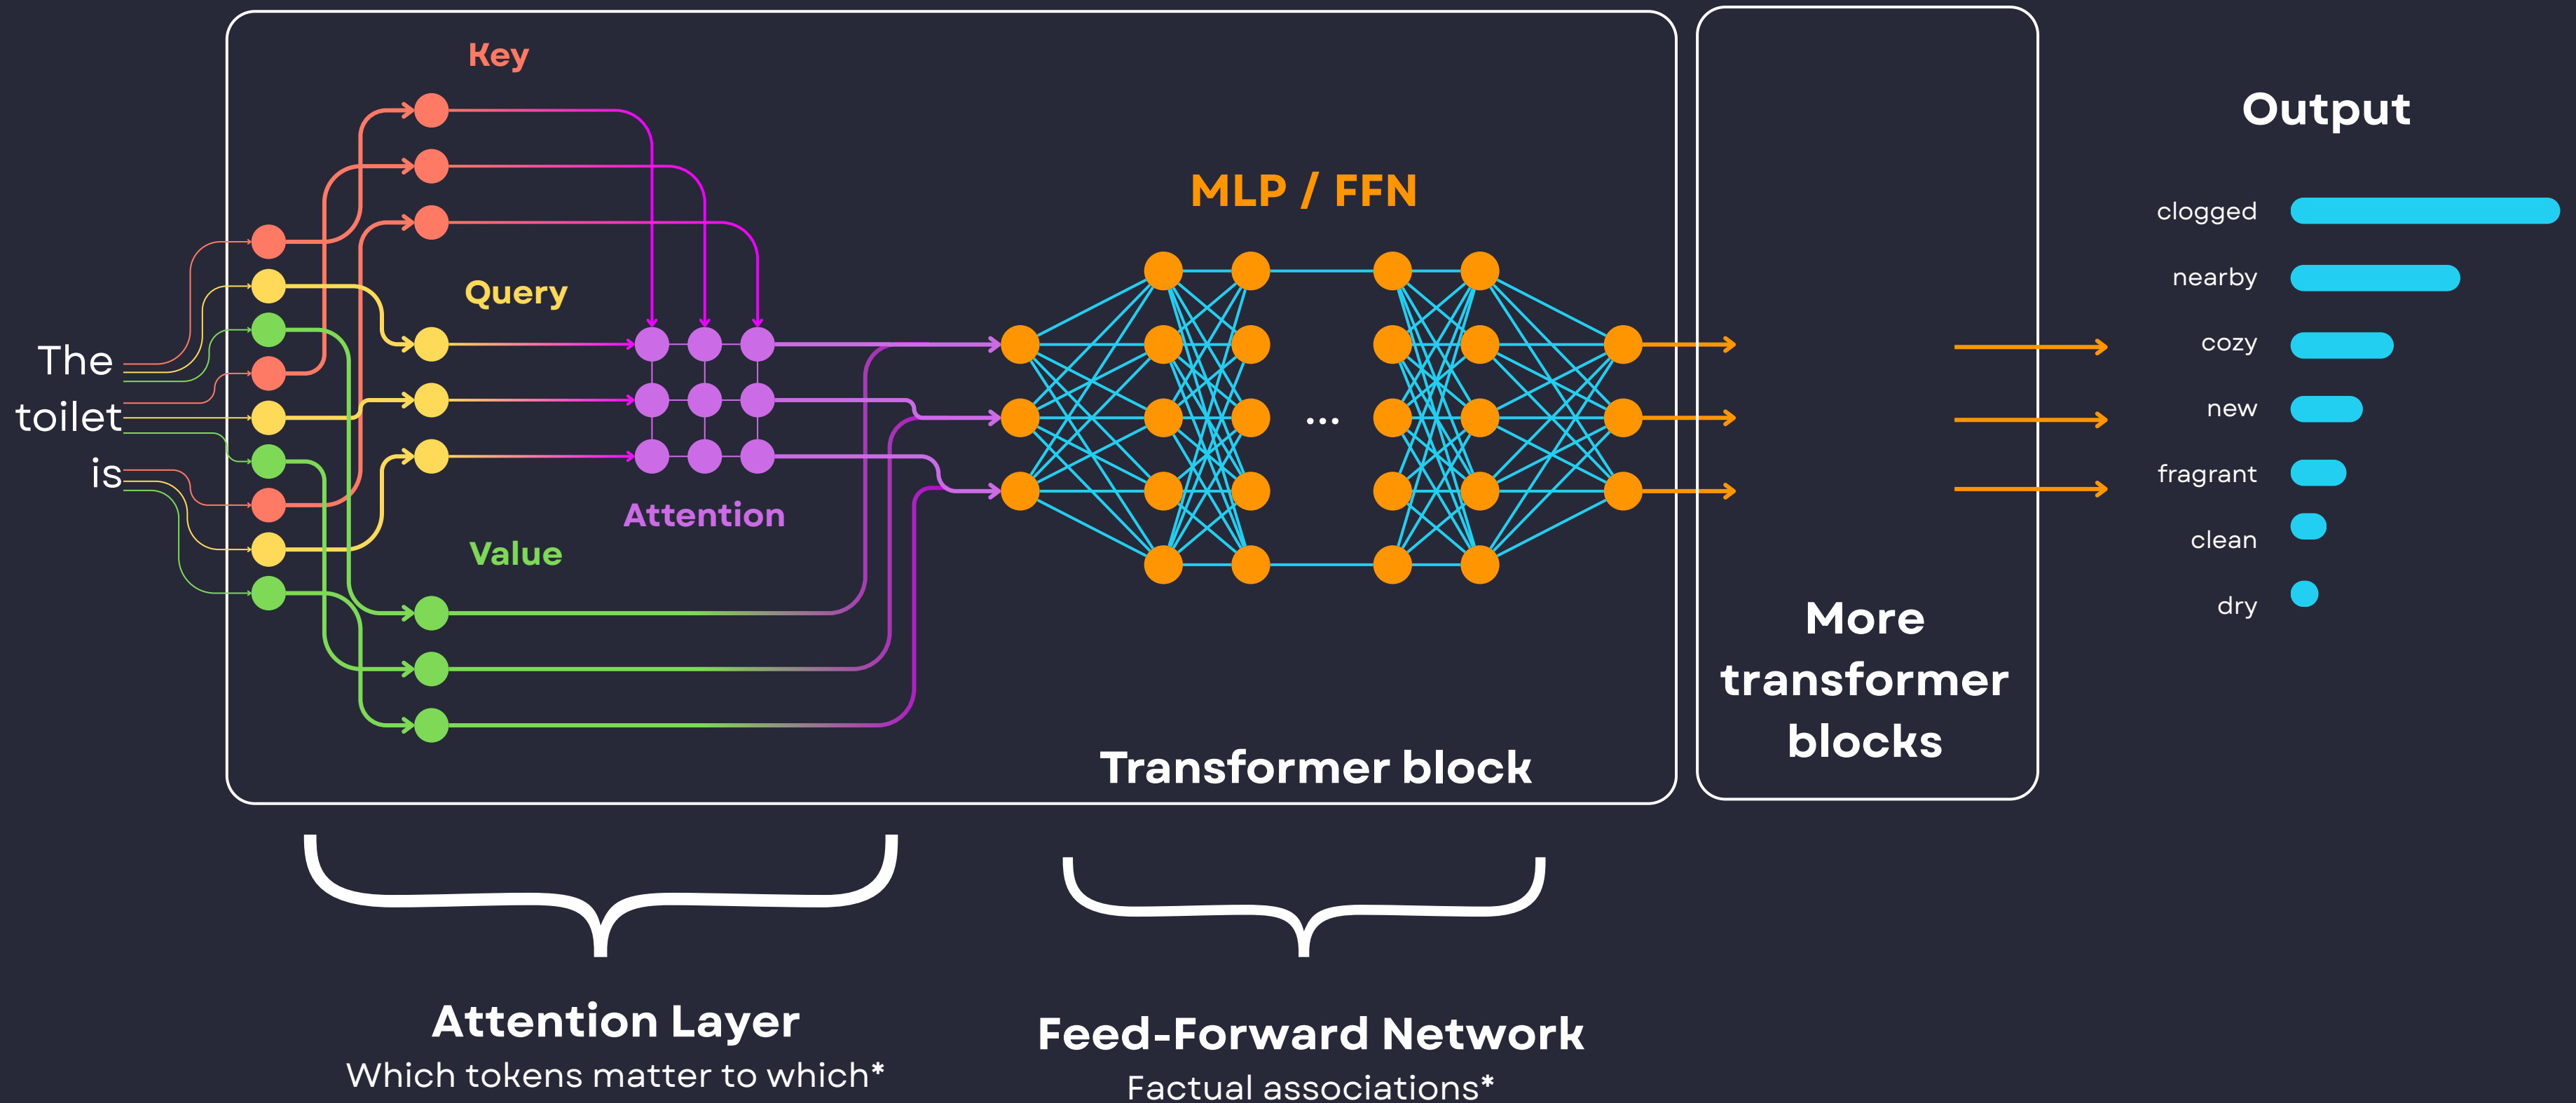 Key
Query
The
toilet
is
Attention
Value
MLP / FFN
...
Transformer block
More
transformer
blocks
Output
clogged
nearby
cozy
new
fragrant
clean
dry
Attention Layer
Which tokens matter to which*
Feed-Forward Network
Factual associations*